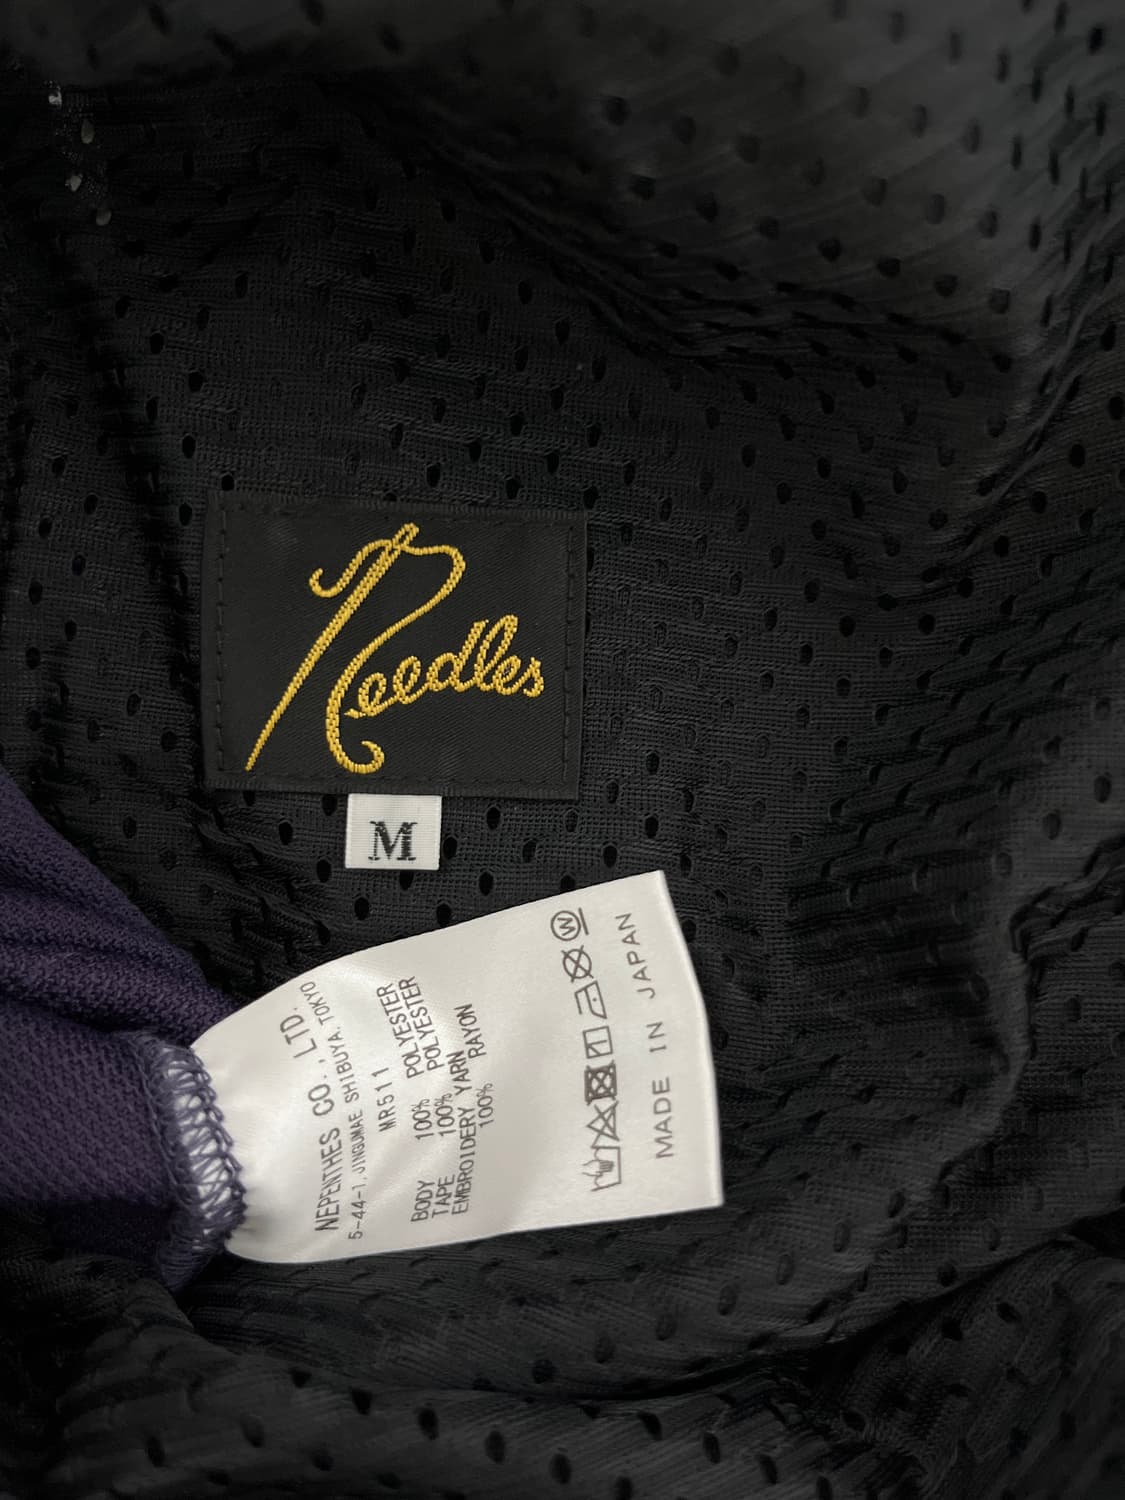 Needles
M
NEPENTHES CO., LTD.
5-44-1, JINGUMAE SHIBUYA, TOKYO
MR511
BODY 100% POLYESTER
TAPE 100% POLYESTER
EMBROIDERY YARN
100% RAYON
W
MADE IN JAPAN